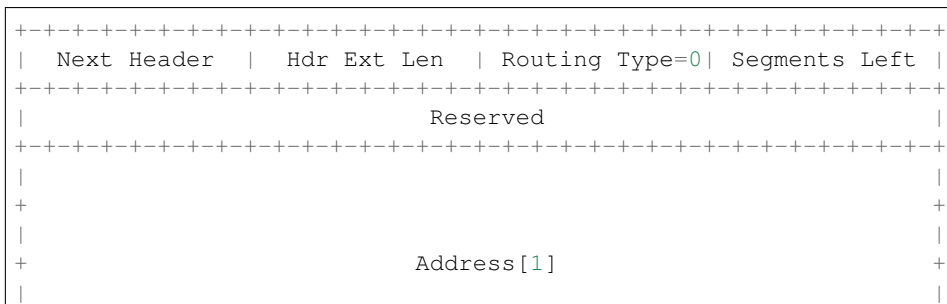 +-+-+-+-+-+-+-+-+-+-+-+-+-+-+-+-+-+-+-+-+-+-+-+-+-+-+-+-+-+-+-+-+
|  Next Header  |  Hdr Ext Len  | Routing Type=0| Segments Left |
+-+-+-+-+-+-+-+-+-+-+-+-+-+-+-+-+-+-+-+-+-+-+-+-+-+-+-+-+-+-+-+-+
|                            Reserved                           |
+-+-+-+-+-+-+-+-+-+-+-+-+-+-+-+-+-+-+-+-+-+-+-+-+-+-+-+-+-+-+-+-+
|                                                               |
+                                                               +
|                                                               |
+                           Address[1]                          +
|                                                               |